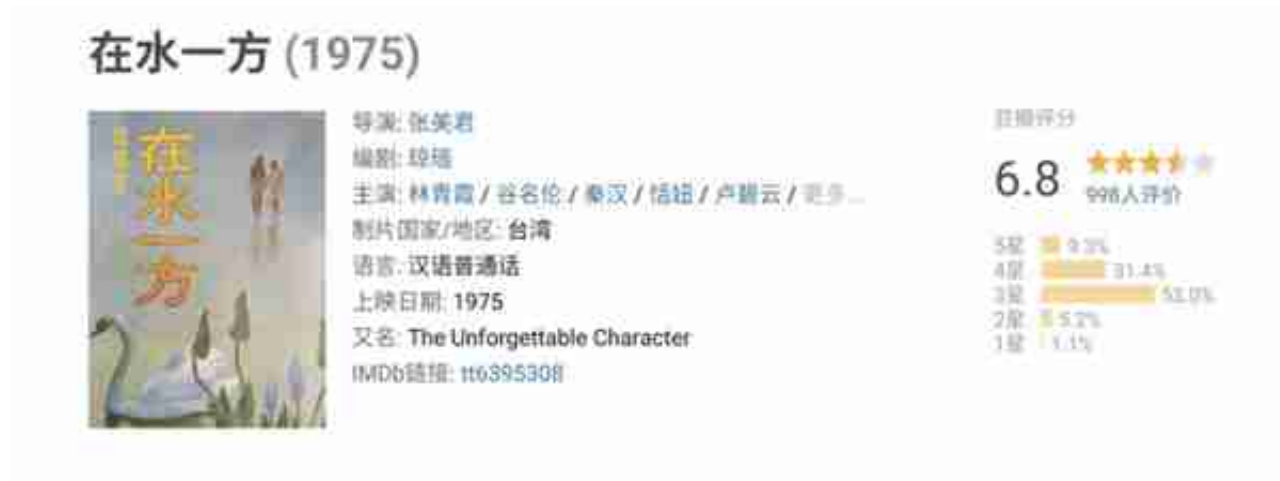 在水一方 (1975)
在水一方
导演: 张美君
编剧: 琼瑶
主演: 林青霞 / 谷名伦 / 秦汉 / 恬妞 / 卢碧云 / 更多...
制片国家/地区: 台湾
语言: 汉语普通话
上映日期: 1975
又名: The Unforgettable Character
IMDb链接: tt6395308
豆瓣评分
6.8
998人评价
5星 9.3%
4星 31.4%
3星 53.0%
2星 5.2%
1星 1.1%